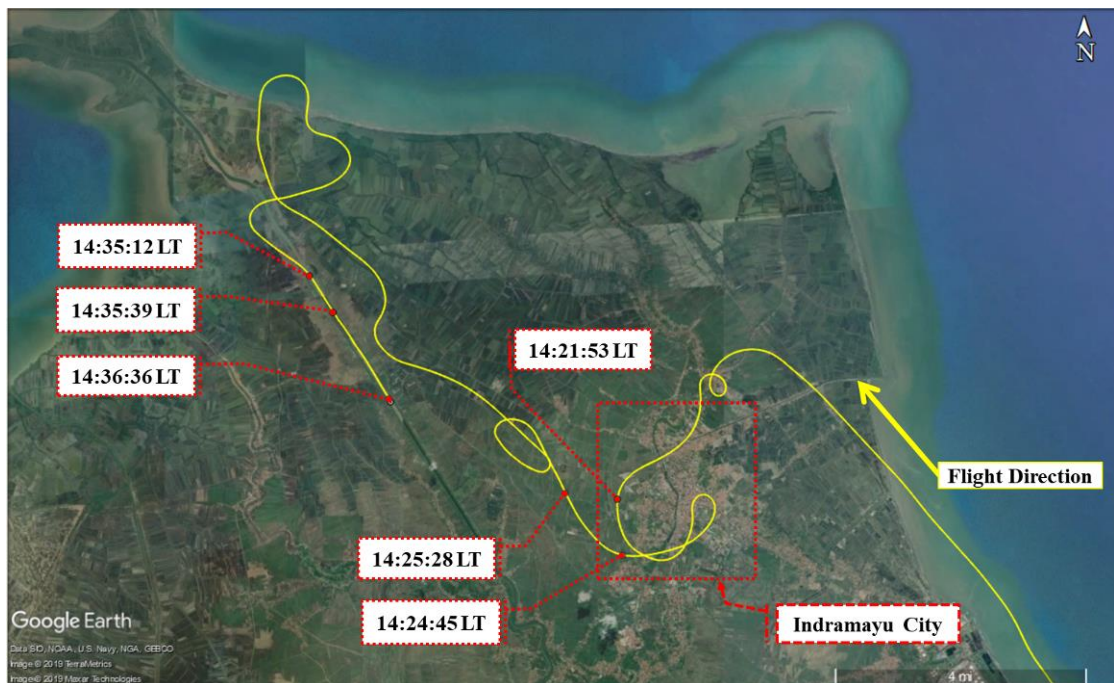 N
14:35:12 LT
14:35:39 LT
14:36:36 LT
14:21:53 LT
Flight Direction
14:25:28 LT
14:24:45 LT
Indramayu City
Google Earth
Data SIO, NOAA, U.S. Navy, NGA, GEBCO
Image © 2019 TerraMetrics
Image © 2019 Maxar Technologies
4 mi